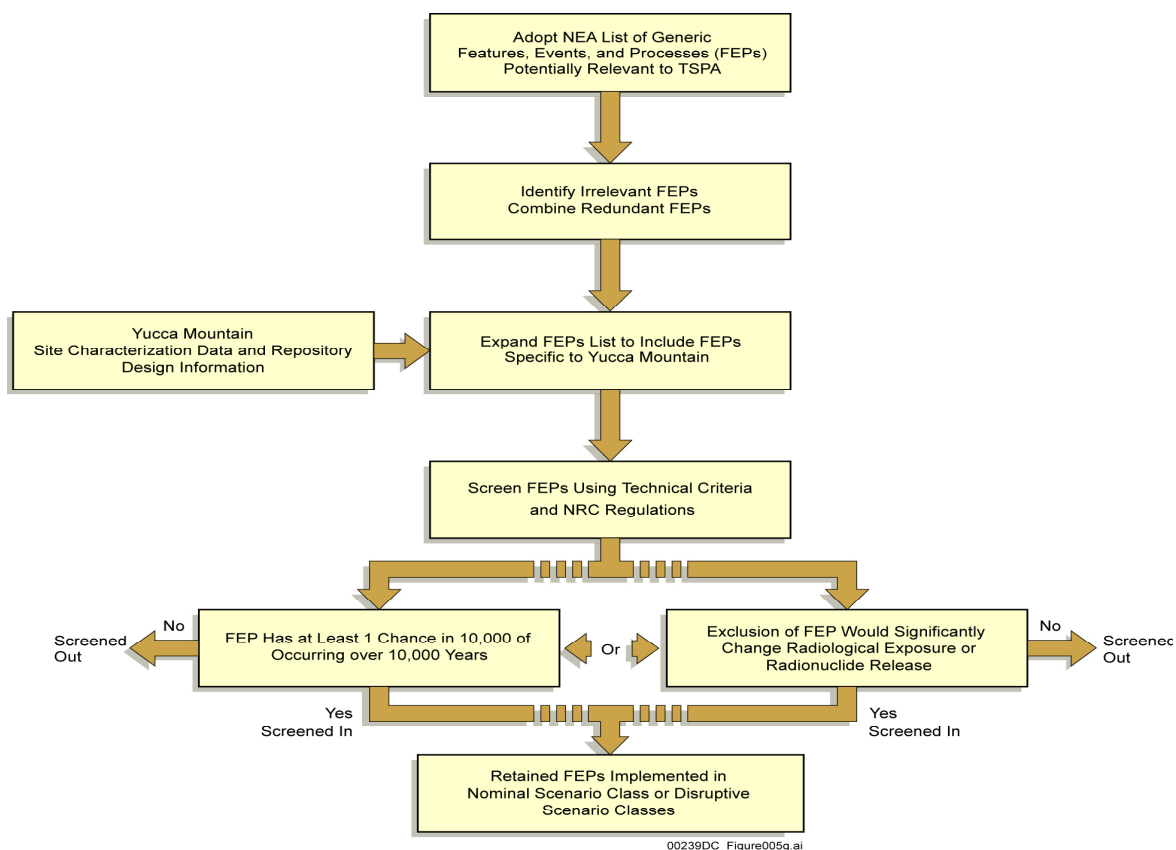 Adopt NEA List of Generic
Features, Events, and Processes (FEPs)
Potentially Relevant to TSPA
Identify Irrelevant FEPs
Combine Redundant FEPs
Yucca Mountain
Site Characterization Data and Repository
Design Information
Expand FEPs List to Include FEPs
Specific to Yucca Mountain
Screen FEPs Using Technical Criteria
and NRC Regulations
No
Screened
Out
FEP Has at Least 1 Chance in 10,000 of
Occurring over 10,000 Years
Or
Exclusion of FEP Would Significantly
Change Radiological Exposure or
Radionuclide Release
No
Screened
Out
Yes
Screened In
Yes
Screened In
Retained FEPs Implemented in
Nominal Scenario Class or Disruptive
Scenario Classes
00239DC_Figure005g.ai